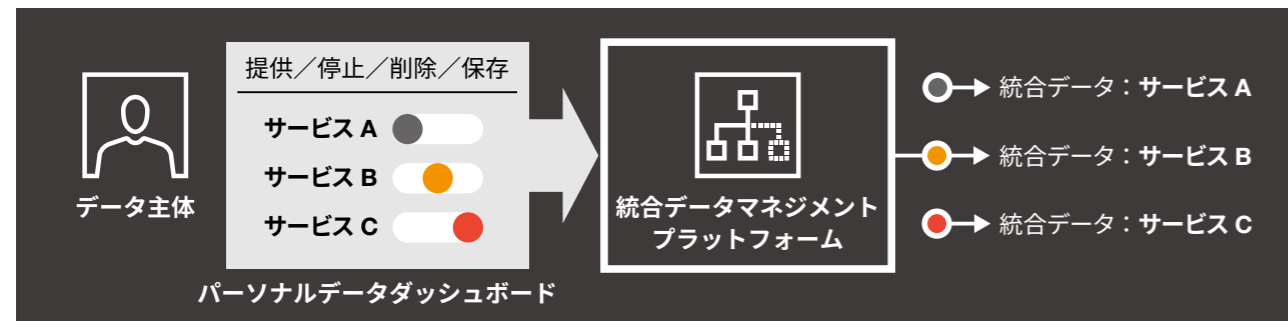 データ主体
提供／停止／削除／保存
サービス A
サービス B
サービス C
パーソナルデータダッシュボード
統合データマネジメント
プラットフォーム
統合データ：サービス A
統合データ：サービス B
統合データ：サービス C